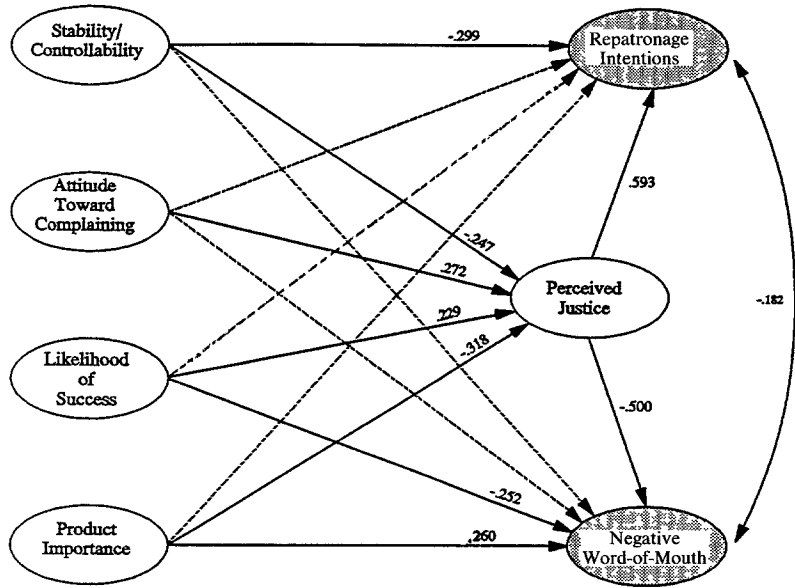 Stability/
Controllability
-.299
Repatronage
Intentions
Attitude
Toward
Complaining
.593
-.247
.272
Perceived
Justice
-.182
.229
-.318
Likelihood
of
Success
-.500
-.252
Product
Importance
.260
Negative
Word-of-Mouth